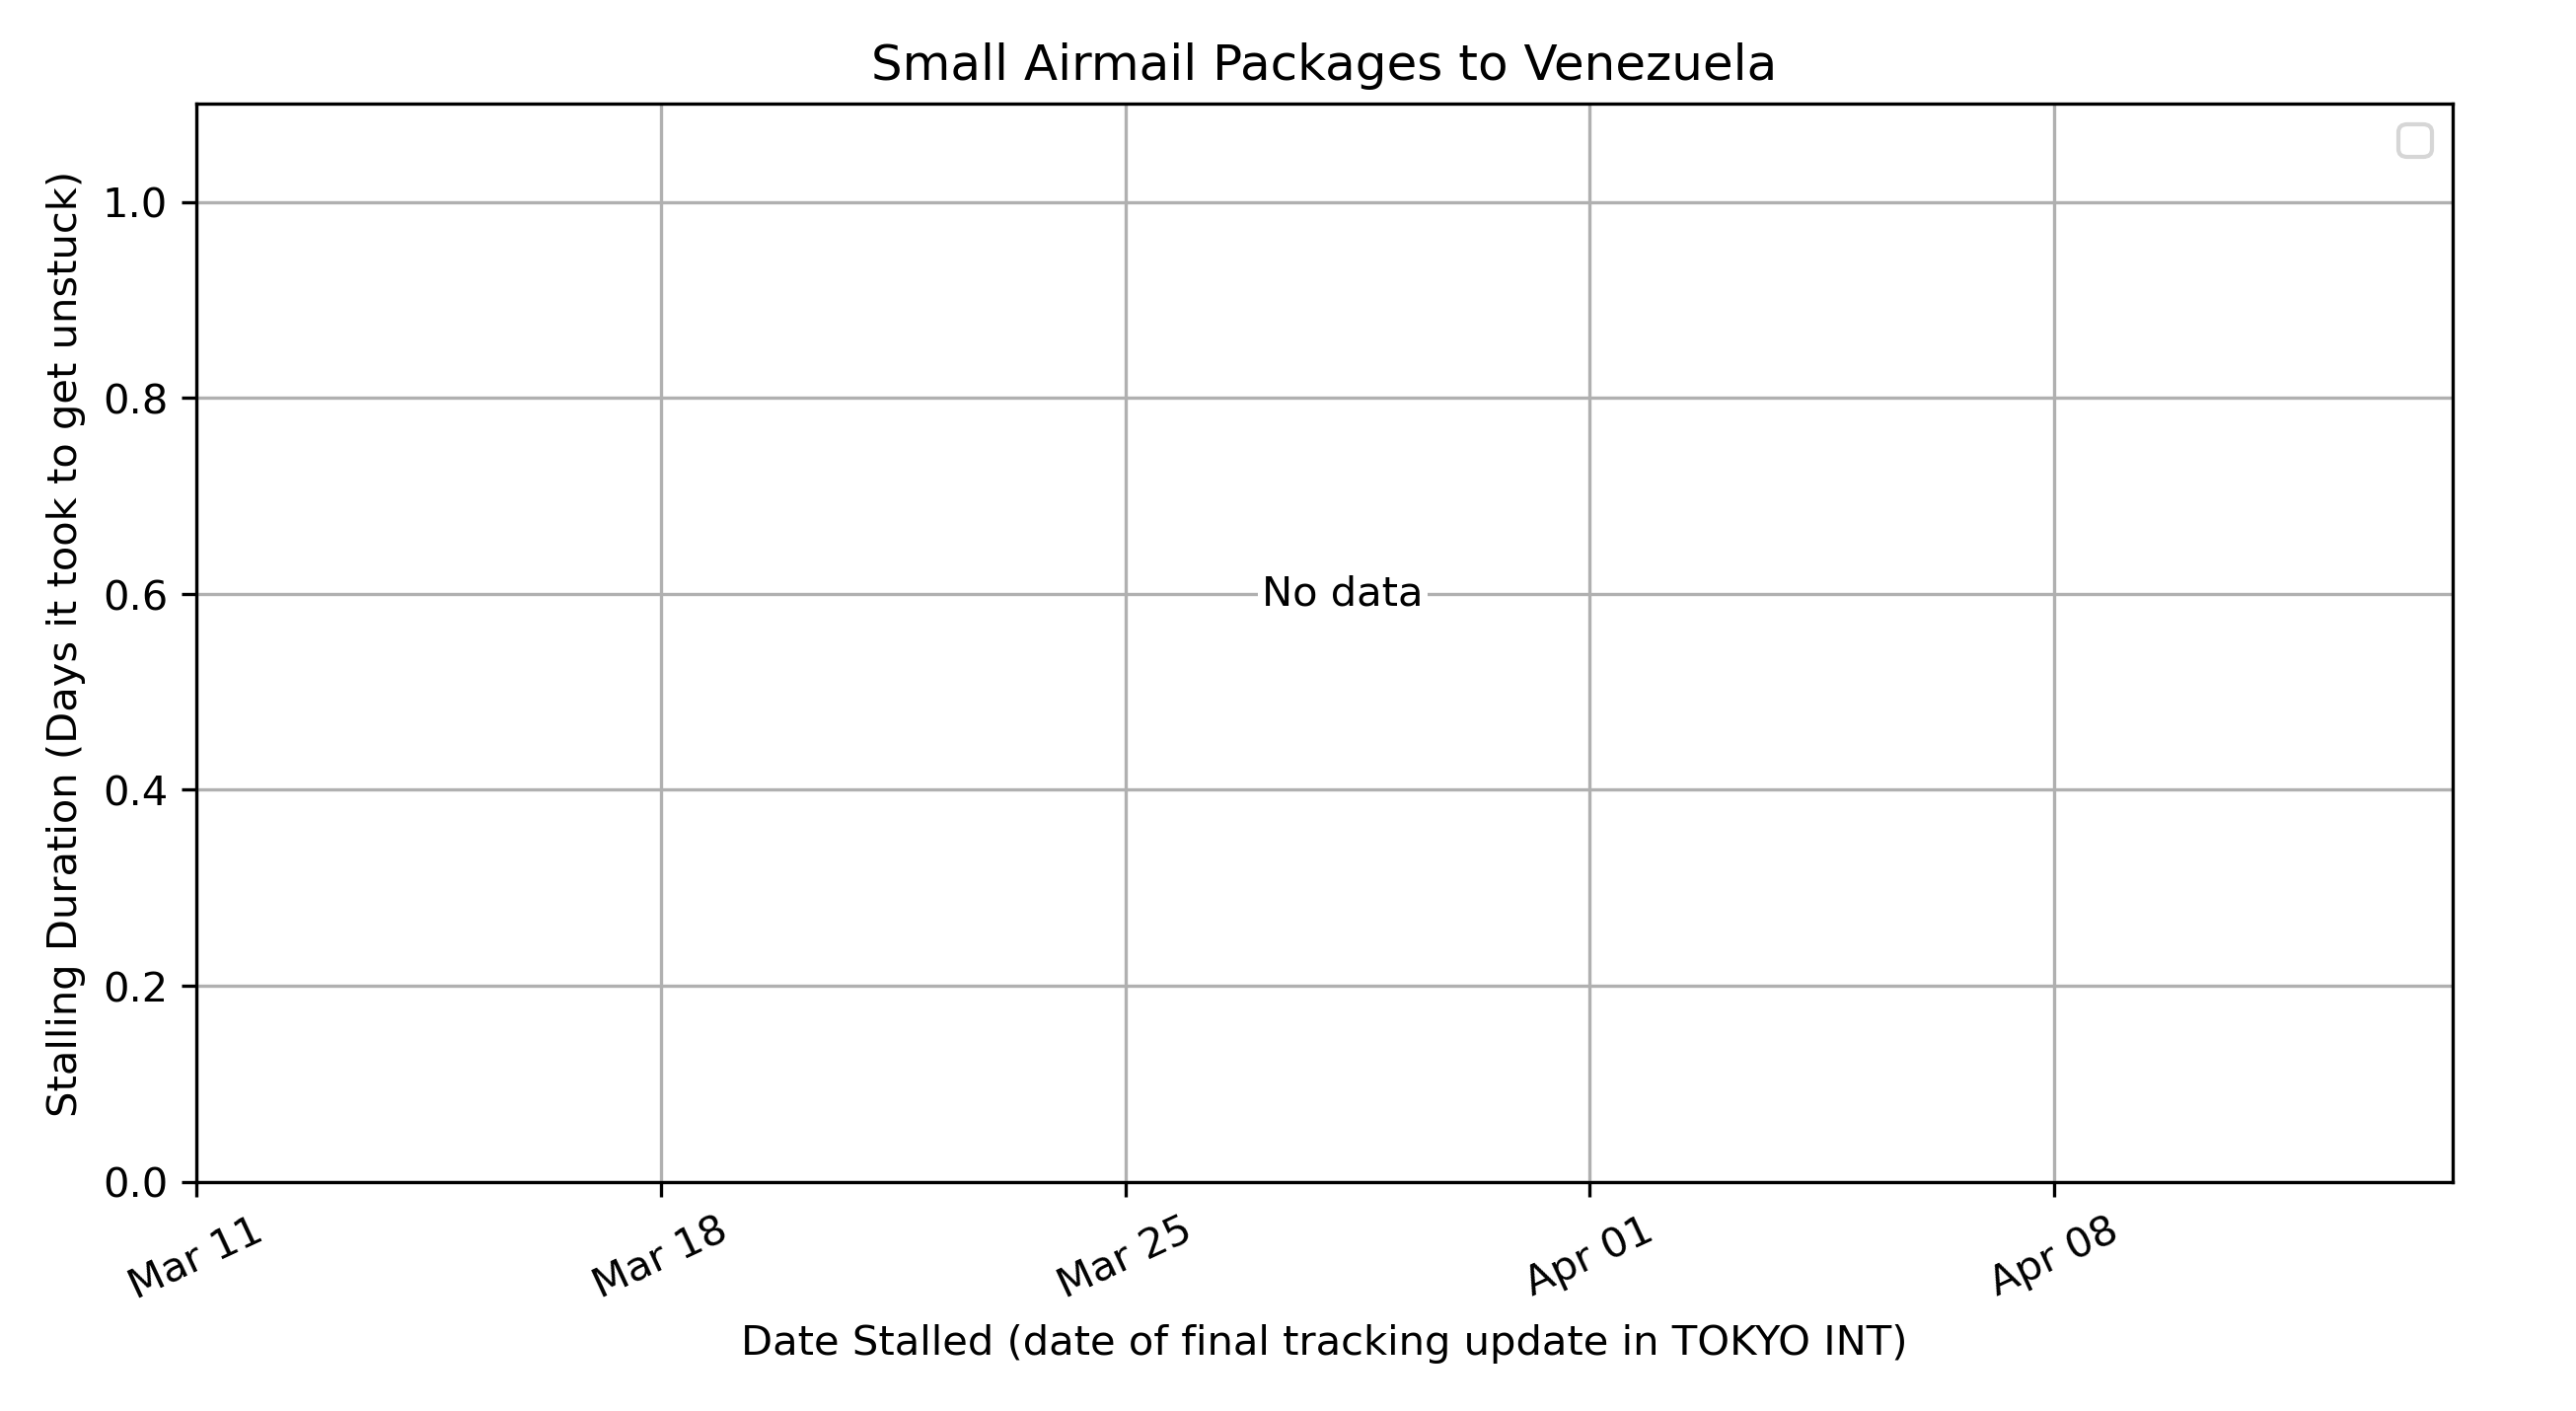 Small Airmail Packages to Venezuela
Stalling Duration (Days it took to get unstuck)
1.0
0.8
0.6
0.4
0.2
0.0
No data
Mar 11
Mar 18
Mar 25
Apr 01
Apr 08
Date Stalled (date of final tracking update in TOKYO INT)